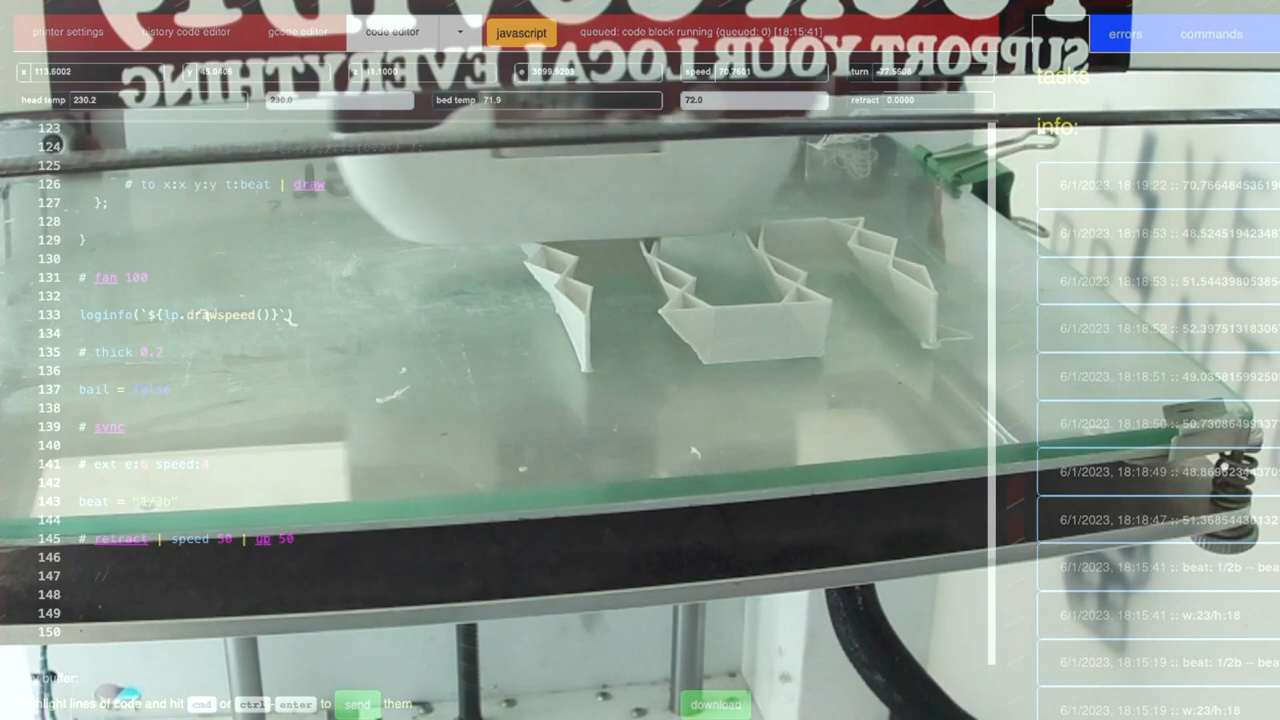 printer settings
history code editor
gcode editor
code editor
javascript
queued: code block running (queued: 0) [18:15:41]
errors
commands
SUPPORT YOUR LOCAL EVERYTHING
x 113.6002
y 45.0406
z 11.1000
e 3099.9203
speed 70.7601
turn -77.5608
head temp 230.2
230.0
bed temp 71.9
72.0
retract 0.0000
tasks
info:
123
124
125
126 # to x:x y:y t:beat | draw
127 };
128
129 }
130
131 # fan 100
132
133 loginfo(`${lp.drawspeed()}`)
134
135 # thick 0.2
136
137 bail = false
138
139 # sync
140
141 # ext e:6 speed:4
142
143 beat = "1/3b"
144
145 # retract | speed 50 | up 50
146
147 //
148
149
150
6/1/2023, 18:19:22 :: 70.76648453619
6/1/2023, 18:18:53 :: 48.52451942348
6/1/2023, 18:18:53 :: 51.54439805385
6/1/2023, 18:18:52 :: 52.39751318306
6/1/2023, 18:18:51 :: 49.03581599250
6/1/2023, 18:18:50 :: 50.73086499337
6/1/2023, 18:18:49 :: 48.86962344370
6/1/2023, 18:18:47 :: 51.36854430132
6/1/2023, 18:15:41 :: beat: 1/2b -- bea
6/1/2023, 18:15:41 :: w:23/h:18
6/1/2023, 18:15:19 :: beat: 1/2b -- bea
6/1/2023, 18:15:19 :: w:23/h:18
buffer:
highlight lines of code and hit cmd or ctrl-enter to send them
download